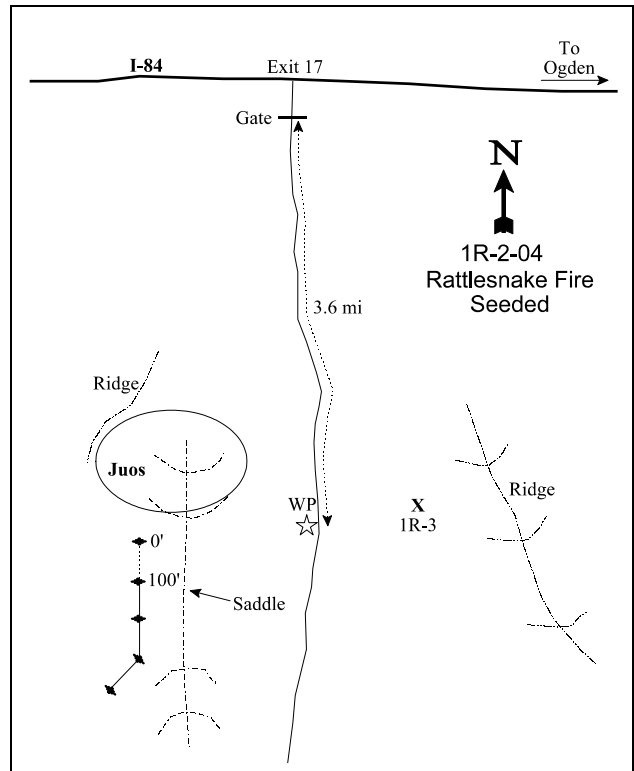 To
I-84 Exit 17 Ogden
Gate
N
1R-2-04
Rattlesnake Fire
Seeded
3.6 mi
Ridge
Juos
Ridge
WP
X
1R-3
0'
100'
Saddle